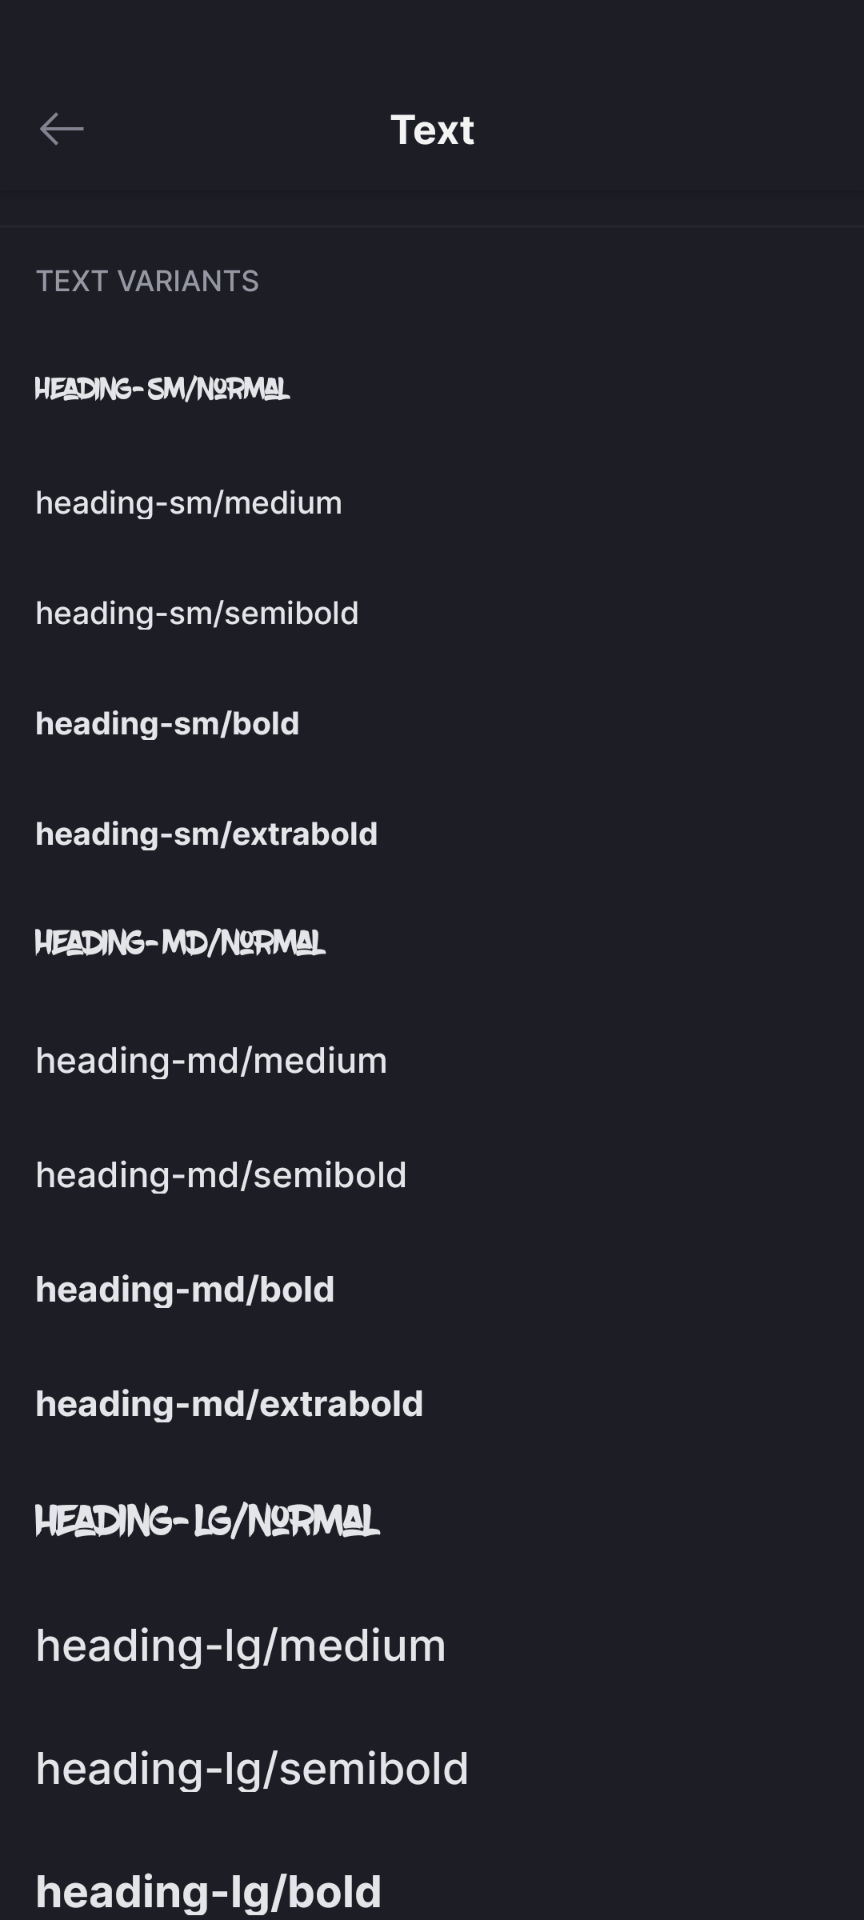 Text
TEXT VARIANTS
HEADING-SM/NORMAL
heading-sm/medium
heading-sm/semibold
heading-sm/bold
heading-sm/extrabold
HEADING-MD/NORMAL
heading-md/medium
heading-md/semibold
heading-md/bold
heading-md/extrabold
HEADING-LG/NORMAL
heading-lg/medium
heading-lg/semibold
heading-lg/bold